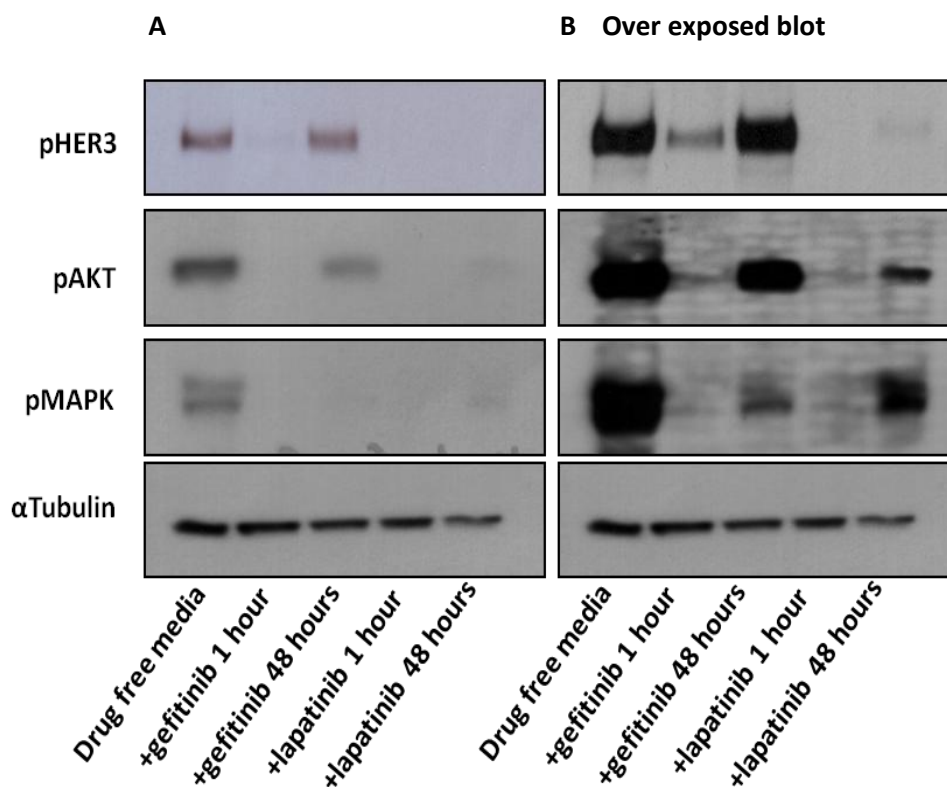 A
B Over exposed blot
pHER3
pAKT
pMAPK
αTubulin
Drug free media
+gefitinib 1 hour
+gefitinib 48 hours
+lapatinib 1 hour
+lapatinib 48 hours
Drug free media
+gefitinib 1 hour
+gefitinib 48 hours
+lapatinib 1 hour
+lapatinib 48 hours